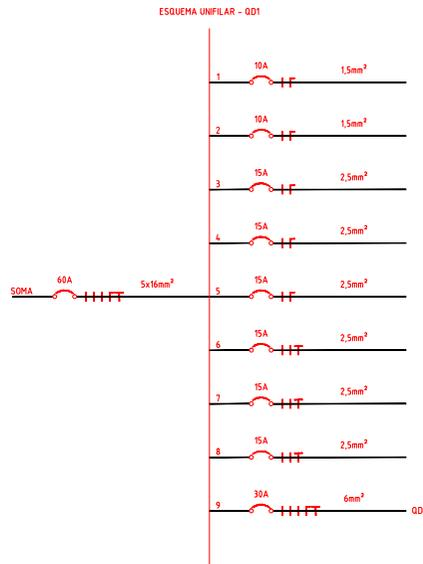 ESQUEMA UNIFILAR - QD1
10A 1,5mm²
1
10A 1,5mm²
2
15A 2,5mm²
3
15A 2,5mm²
4
SOMA 60A 5x16mm²
15A 2,5mm²
5
15A 2,5mm²
6
15A 2,5mm²
7
15A 2,5mm²
8
30A 6mm²
9
QD